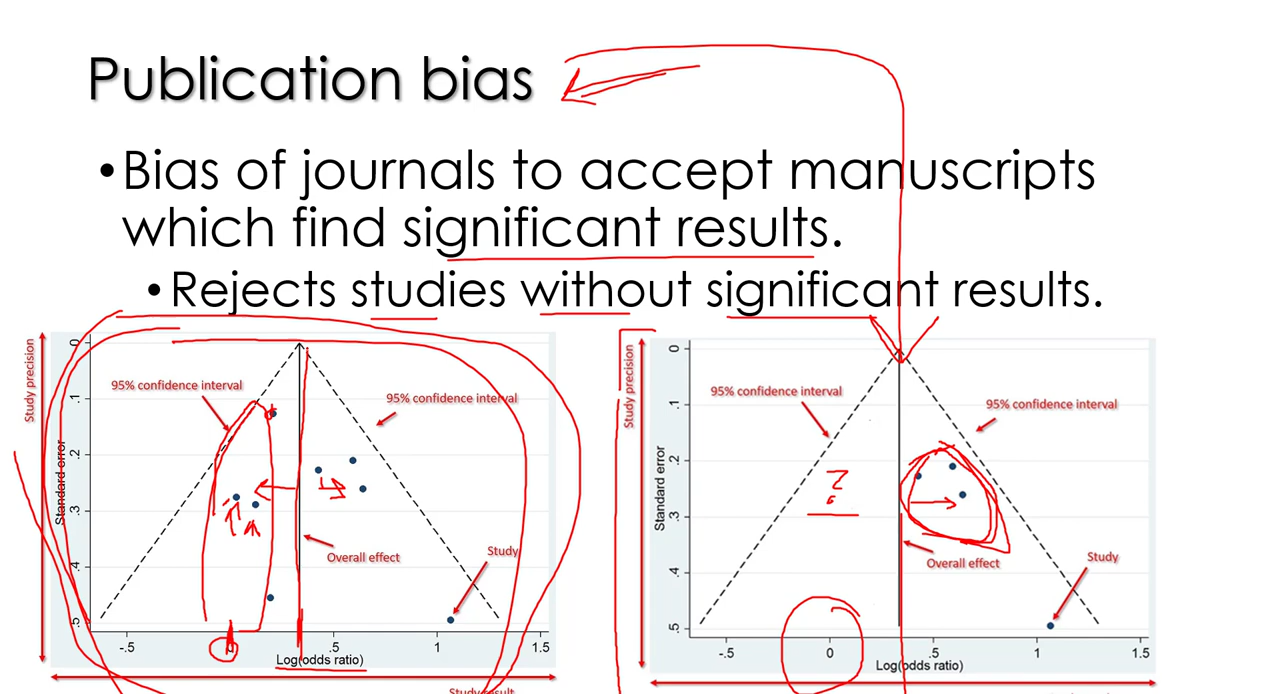 Publication bias
•Bias of journals to accept manuscripts
which find significant results.
•Rejects studies without significant results.
Study precision
Standard error
0
.1
.2
.3
.4
.5
95% confidence interval
95% confidence interval
Overall effect
Study
-.5
0
.5
1
1.5
Log(odds ratio)
Study result
Study precision
Standard error
0
.1
.2
.3
.4
.5
95% confidence interval
95% confidence interval
Overall effect
Study
-.5
0
.5
1
1.5
Log(odds ratio)